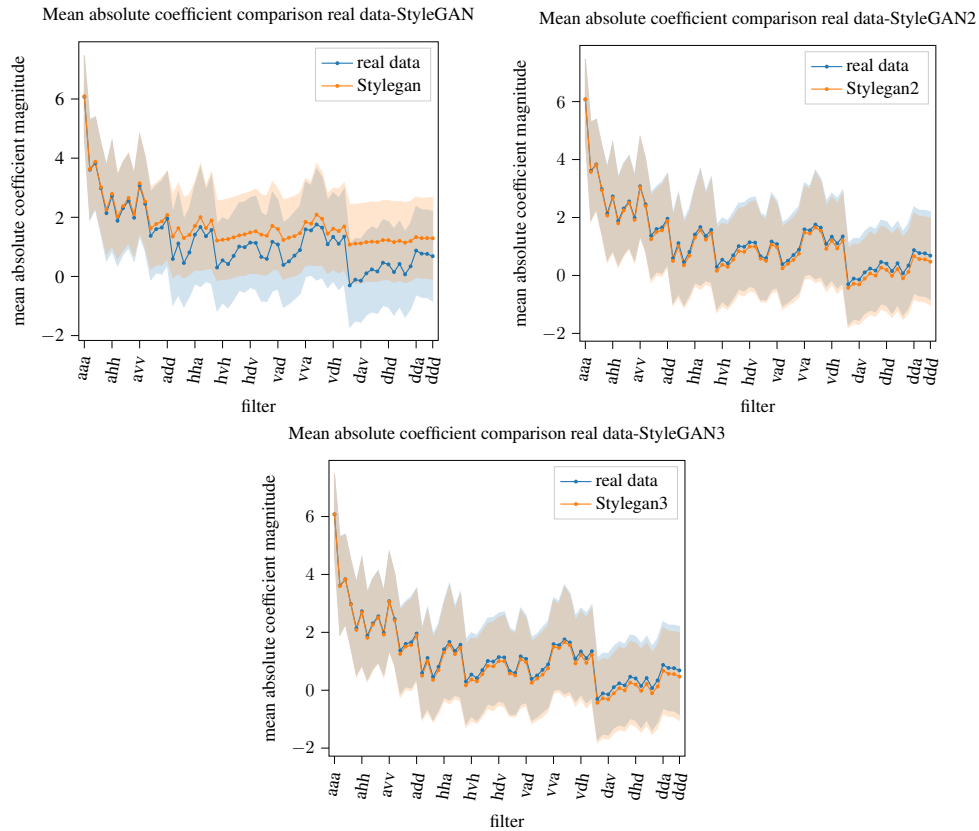 Mean absolute coefficient comparison real data-StyleGAN
mean absolute coefficient magnitude
6
4
2
0
−2
real data
Stylegan
aaa
ahh
avv
add
hha
hvh
hdv
vad
vva
vdh
dav
dhd
dda
ddd
filter
Mean absolute coefficient comparison real data-StyleGAN2
mean absolute coefficient magnitude
6
4
2
0
−2
real data
Stylegan2
aaa
ahh
avv
add
hha
hvh
hdv
vad
vva
vdh
dav
dhd
dda
ddd
filter
Mean absolute coefficient comparison real data-StyleGAN3
mean absolute coefficient magnitude
6
4
2
0
−2
real data
Stylegan3
aaa
ahh
avv
add
hha
hvh
hdv
vad
vva
vdh
dav
dhd
dda
ddd
filter